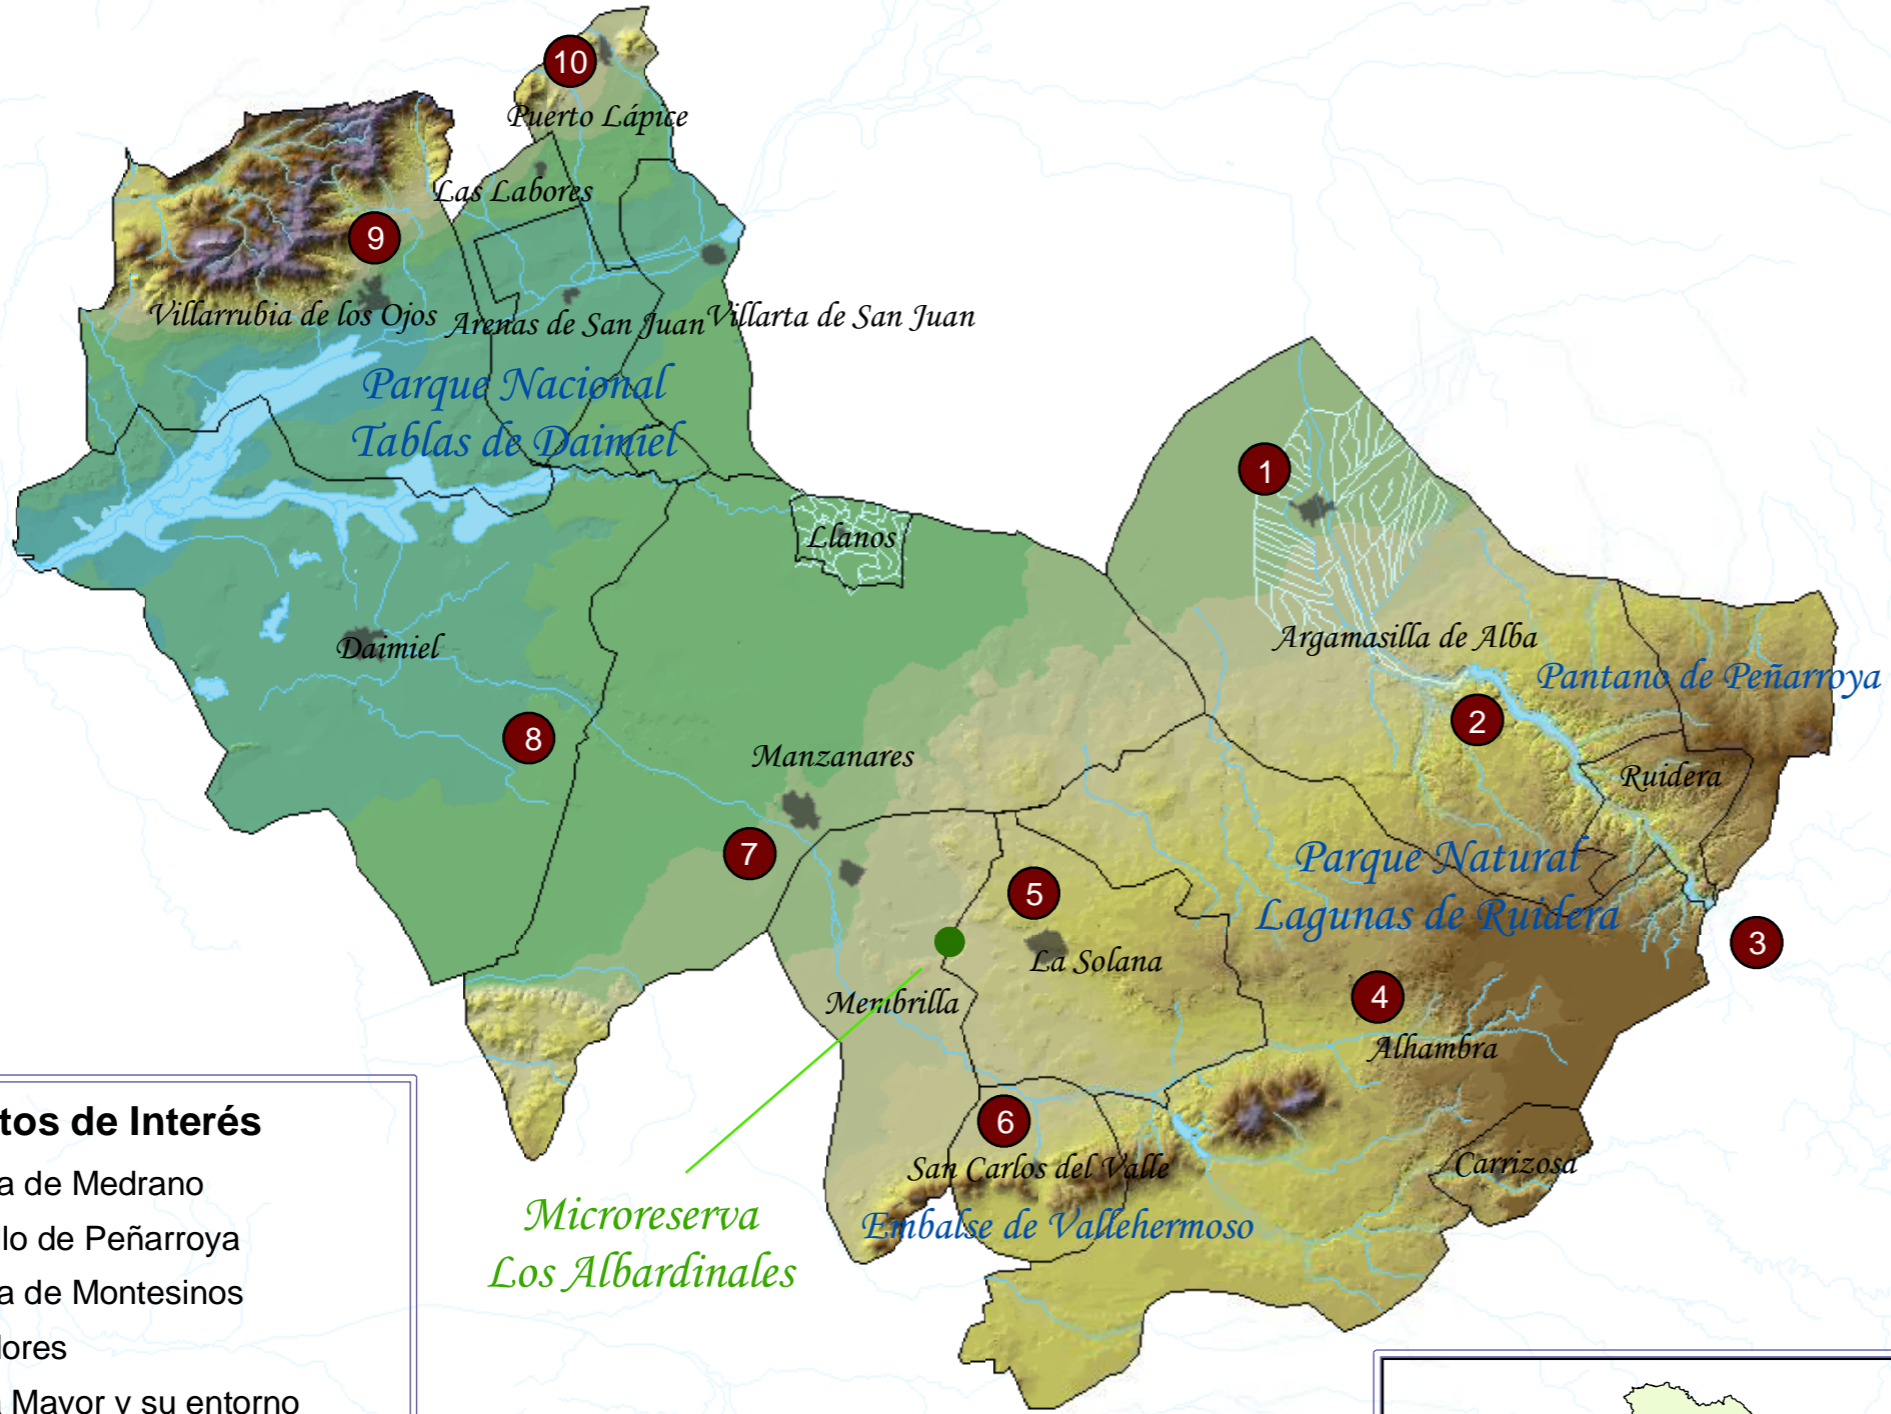 10
Puerto Lápice
Las Labores
9
Villarrubia de los Ojos
Arenas de San Juan
Villarta de San Juan
Parque Nacional
Tablas de Daimiel
1
Llanos
Argamasilla de Alba
Daimiel
Pantano de Peñarroya
2
8
Manzanares
Ruidera
7
Parque Natural
Lagunas de Ruidera
5
La Solana
3
4
Membrilla
Alhambra
6
San Carlos del Valle
Carrizosa
Embalse de Vallehermoso
Microreserva
Los Albardinales
tos de Interés
a de Medrano
llo de Peñarroya
a de Montesinos
lores
a Mayor y su entorno